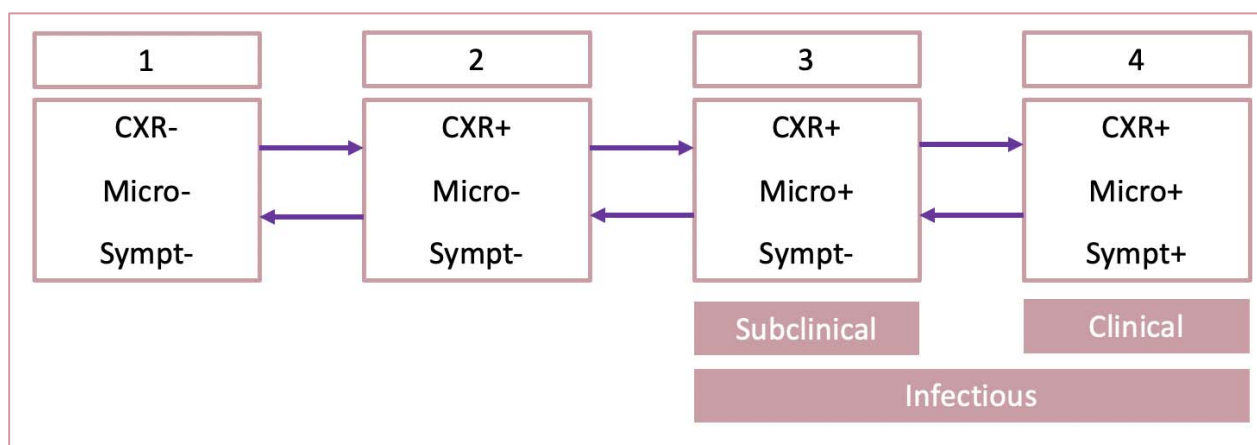 1
2
3
4
CXR-
Micro-
Sympt-
CXR+
Micro-
Sympt-
CXR+
Micro+
Sympt-
CXR+
Micro+
Sympt+
Subclinical
Clinical
Infectious